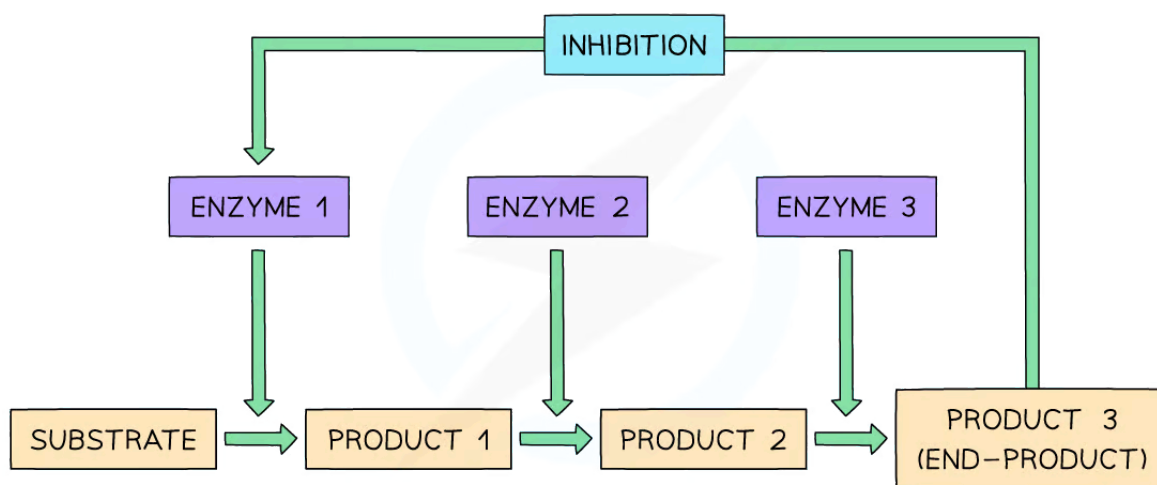 INHIBITION
ENZYME 1
ENZYME 2
ENZYME 3
SUBSTRATE
PRODUCT 1
PRODUCT 2
PRODUCT 3
(END-PRODUCT)